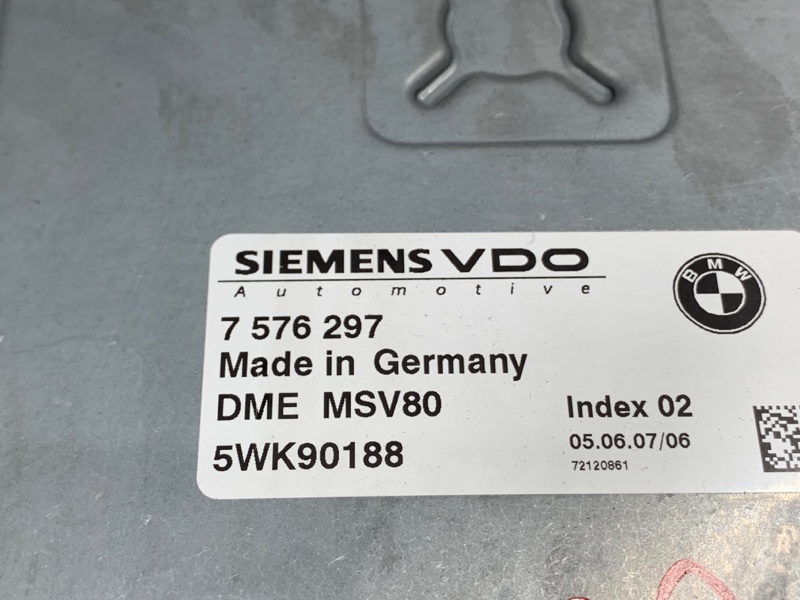 SIEMENS VDO
Automotive
BMW
7 576 297
Made in Germany
DME MSV80
Index 02
5WK90188
05.06.07/06
72120861